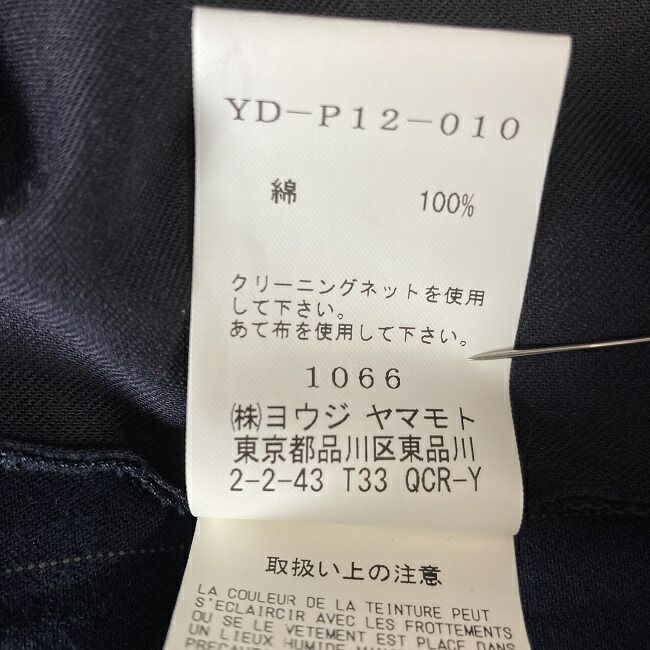 YD-P12-010
綿 100%
クリーニングネットを使用
して下さい。
あて布を使用して下さい。
1066
㈱ヨウジ ヤマモト
東京都品川区東品川
2-2-43 T33 QCR-Y
取扱い上の注意
LA COULEUR DE LA TEINTURE PEUT
S'ECLAIRCIR AVEC LES FROTTEMENTS
OU SE LE VETEMENT EST PLACE DANS
UN LIEUX HUMIDE